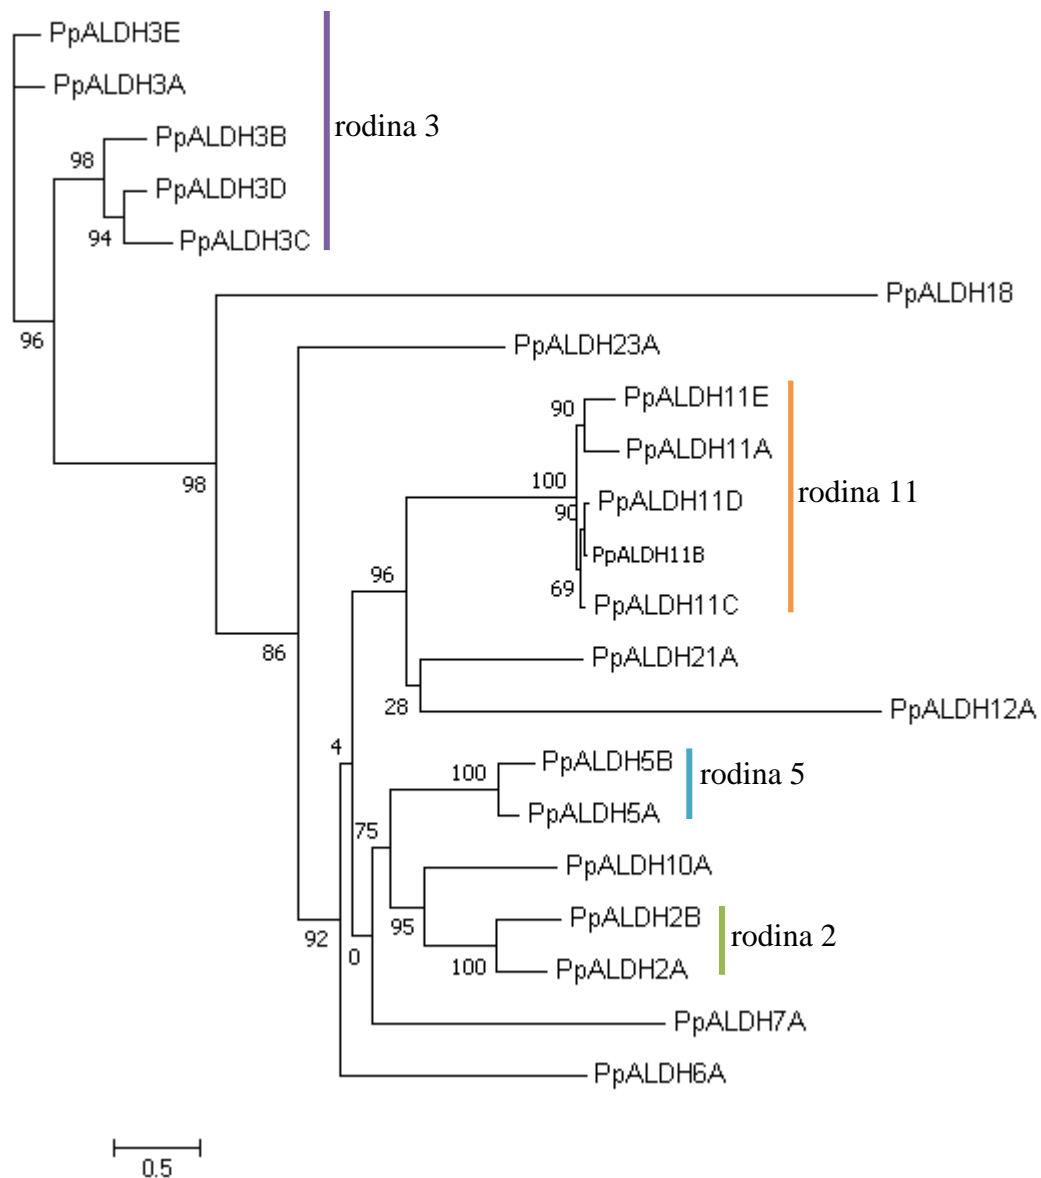 PpALDH3E
PpALDH3A
rodina 3
PpALDH3B
98
PpALDH3D
94
PpALDH3C
PpALDH18
96
PpALDH23A
PpALDH11E
90
PpALDH11A
100
98
rodina 11
PpALDH11D
90
PpALDH11B
96
69
PpALDH11C
86
PpALDH21A
28
PpALDH12A
4
PpALDH5B
100
rodina 5
PpALDH5A
75
PpALDH10A
PpALDH2B
95
92
rodina 2
0
100
PpALDH2A
PpALDH7A
PpALDH6A
0.5